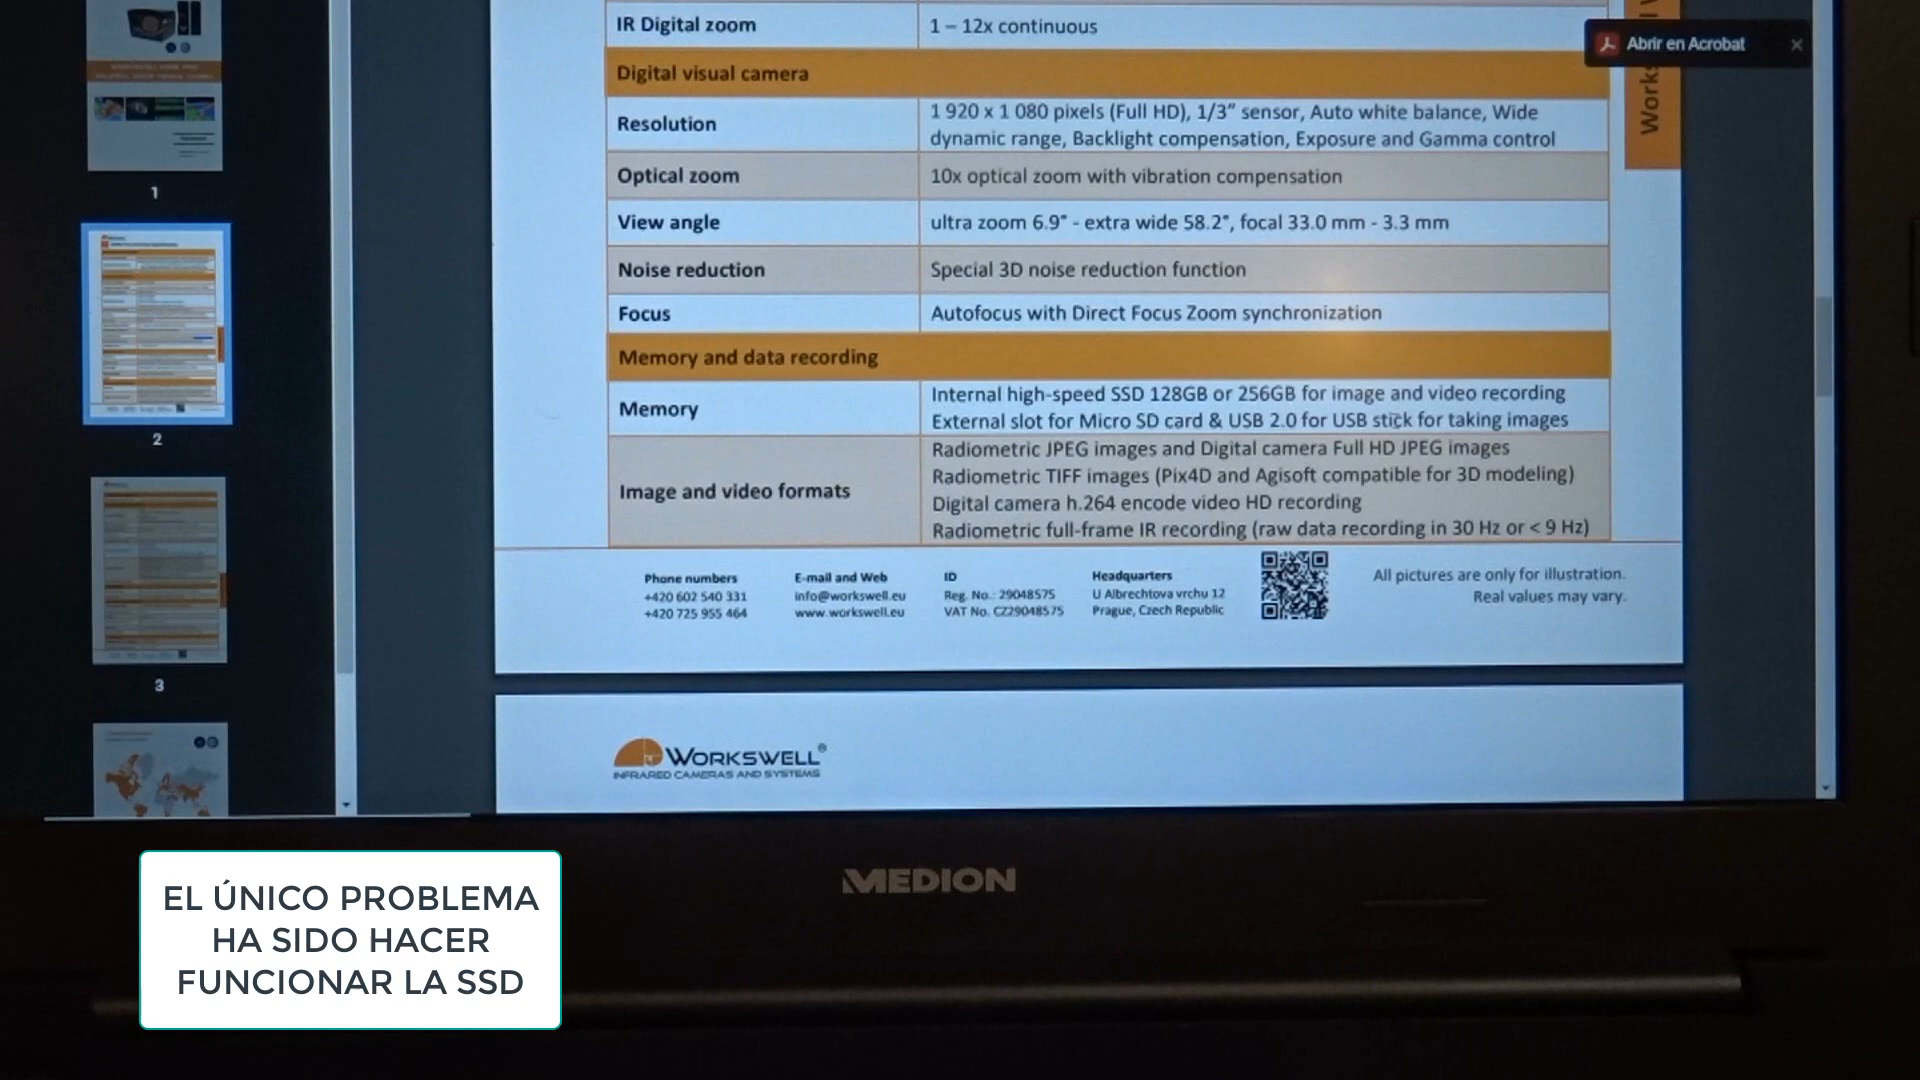 IR Digital zoom
1 – 12x continuous
Abrir en Acrobat
Digital visual camera
Resolution
1 920 x 1 080 pixels (Full HD), 1/3” sensor, Auto white balance, Wide
dynamic range, Backlight compensation, Exposure and Gamma control
Optical zoom
10x optical zoom with vibration compensation
View angle
ultra zoom 6.9° - extra wide 58.2°, focal 33.0 mm - 3.3 mm
Noise reduction
Special 3D noise reduction function
Focus
Autofocus with Direct Focus Zoom synchronization
Memory and data recording
Memory
Internal high-speed SSD 128GB or 256GB for image and video recording
External slot for Micro SD card & USB 2.0 for USB stick for taking images
Image and video formats
Radiometric JPEG images and Digital camera Full HD JPEG images
Radiometric TIFF images (Pix4D and Agisoft compatible for 3D modeling)
Digital camera h.264 encode video HD recording
Radiometric full-frame IR recording (raw data recording in 30 Hz or < 9 Hz)
Phone numbers
+420 602 540 331
+420 725 955 464
E-mail and Web
info@workswell.eu
www.workswell.eu
ID
Reg. No.: 29048575
VAT No. CZ29048575
Headquarters
U Albrechtova vrchu 12
Prague, Czech Republic
All pictures are only for illustration.
Real values may vary.
WORKSWELL®
INFRARED CAMERAS AND SYSTEMS
1
2
3
MEDION
EL ÚNICO PROBLEMA
HA SIDO HACER
FUNCIONAR LA SSD